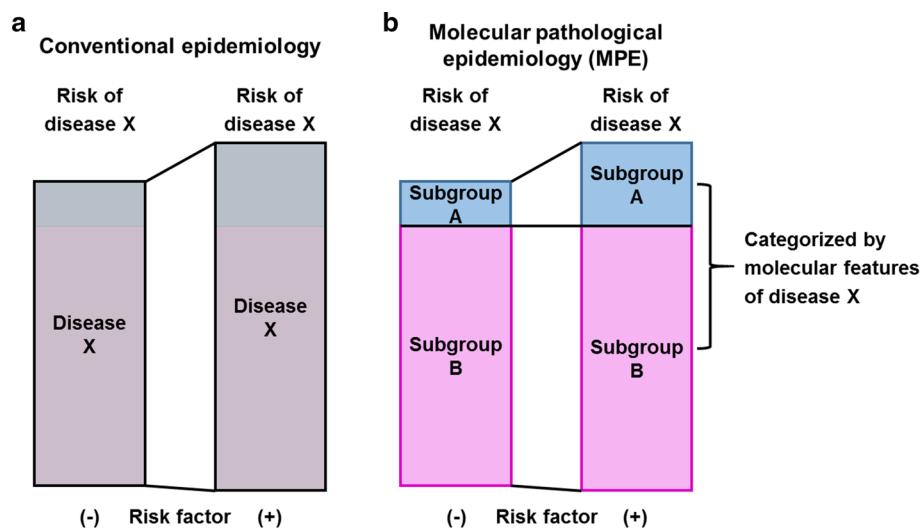 a
Conventional epidemiology
Risk of
disease X
Risk of
disease X
Disease
X
Disease
X
(-) Risk factor (+)
b
Molecular pathological
epidemiology (MPE)
Risk of
disease X
Risk of
disease X
Subgroup
A
Subgroup
A
Subgroup
B
Subgroup
B
Categorized by
molecular features
of disease X
(-) Risk factor (+)